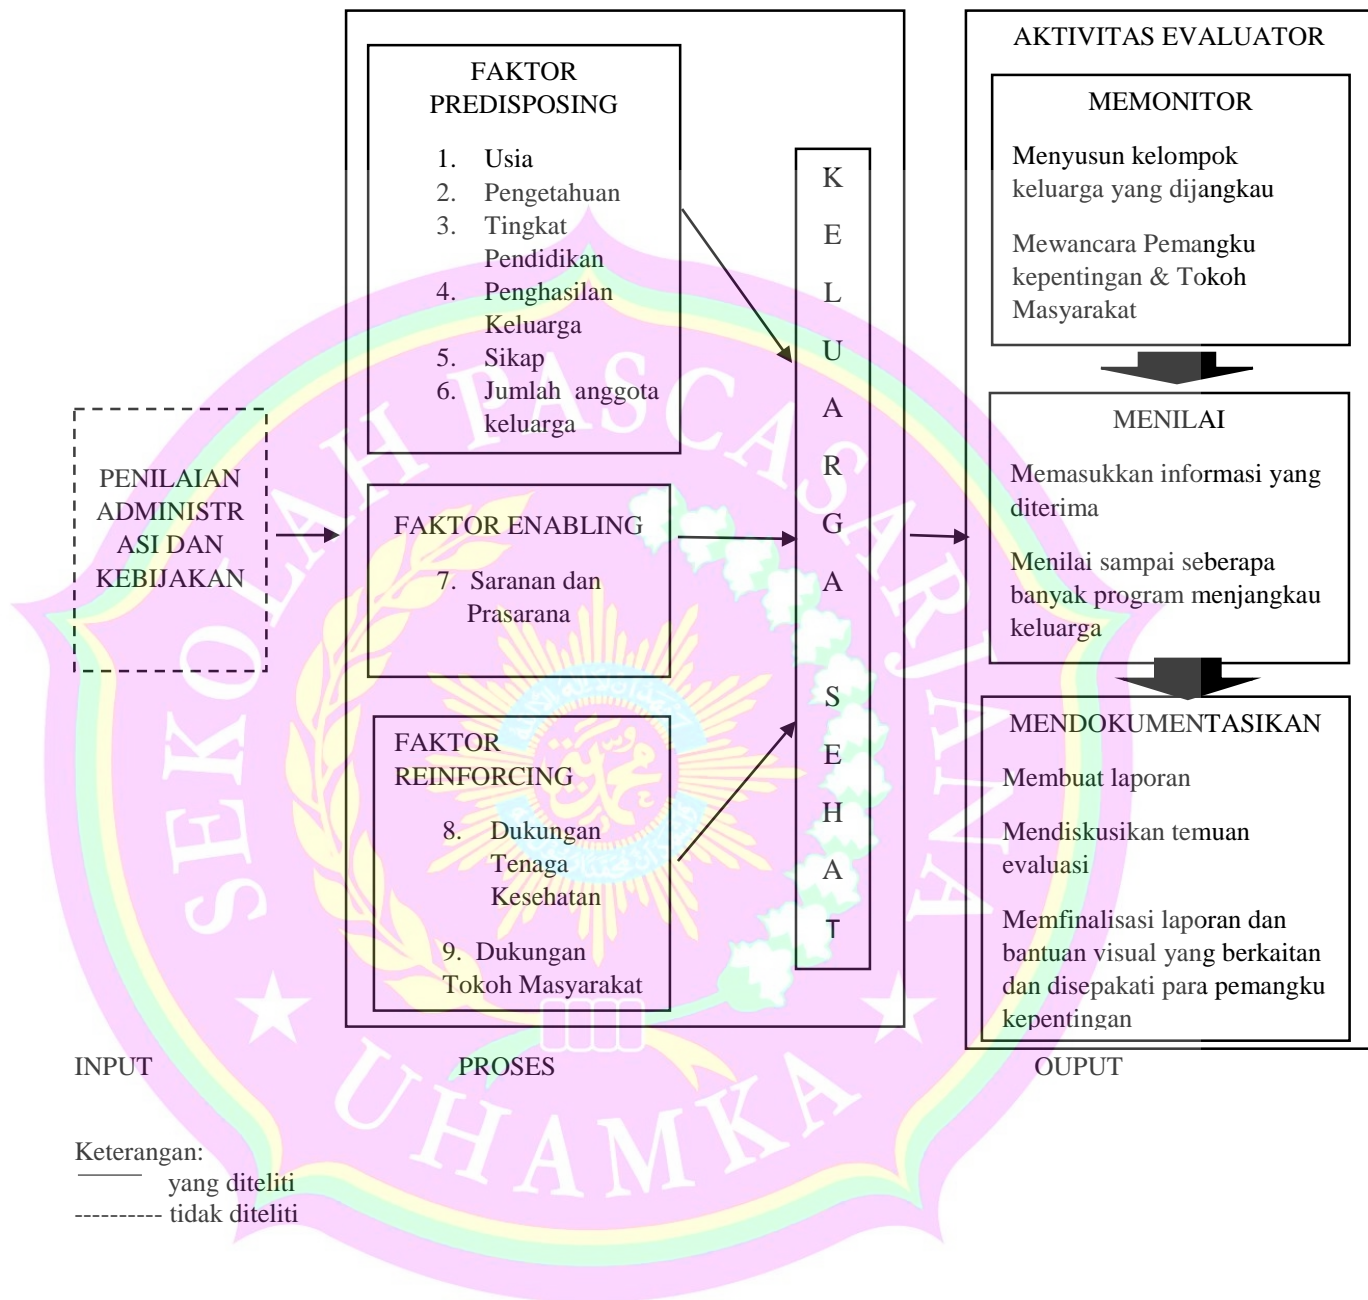 PENILAIAN
ADMINISTR
ASI DAN
KEBIJAKAN
FAKTOR
PREDISPOSING
1. Usia
2. Pengetahuan
3. Tingkat
Pendidikan
4. Penghasilan
Keluarga
5. Sikap
6. Jumlah anggota
keluarga
FAKTOR ENABLING
7. Saranan dan
Prasarana
FAKTOR
REINFORCING
8. Dukungan
Tenaga
Kesehatan
9. Dukungan
Tokoh Masyarakat
K
E
L
U
A
R
G
A
S
E
H
A
T
AKTIVITAS EVALUATOR
MEMONITOR
Menyusun kelompok
keluarga yang dijangkau
Mewancara Pemangku
kepentingan & Tokoh
Masyarakat
MENILAI
Memasukkan informasi yang
diterima
Menilai sampai seberapa
banyak program menjangkau
keluarga
MENDOKUMENTASIKAN
Membuat laporan
Mendiskusikan temuan
evaluasi
Memfinalisasi laporan dan
bantuan visual yang berkaitan
dan disepakati para pemangku
kepentingan
INPUT
PROSES
OUPUT
Keterangan:
yang diteliti
---------- tidak diteliti
SEKOLAH PASCASARJANA
UHAMKA